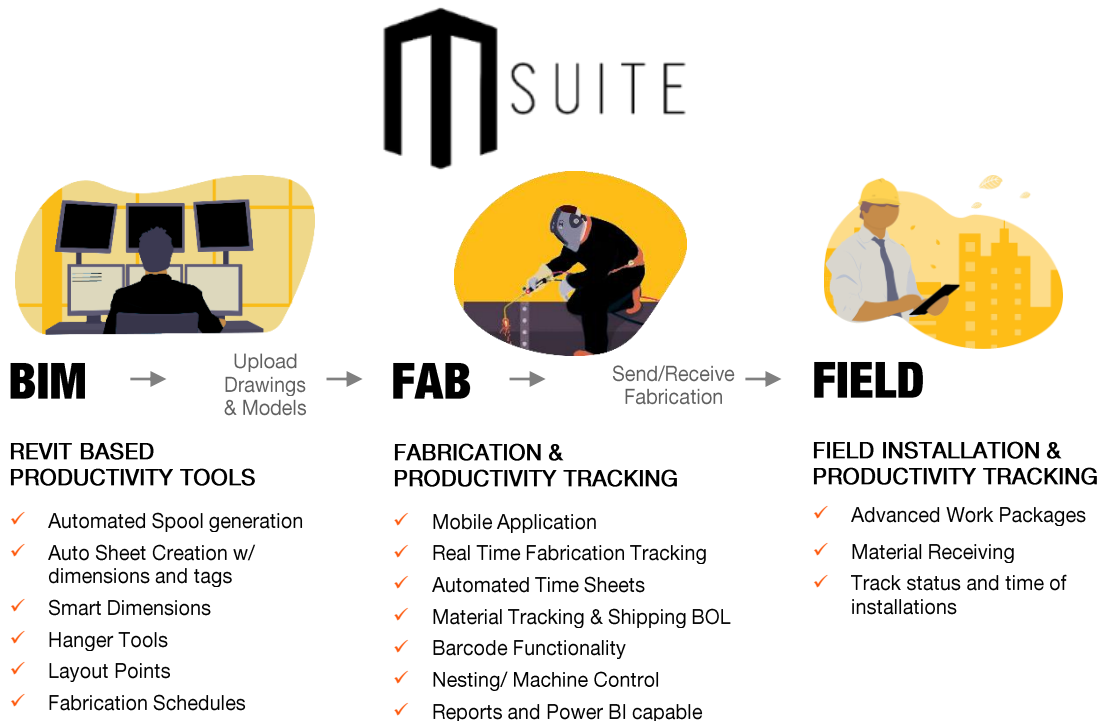 SUITE
BIM
Upload
Drawings
& Models
FAB
Send/Receive
Fabrication
FIELD
REVIT BASED
PRODUCTIVITY TOOLS
Automated Spool generation
Auto Sheet Creation w/
dimensions and tags
Smart Dimensions
Hanger Tools
Layout Points
Fabrication Schedules
FABRICATION &
PRODUCTIVITY TRACKING
Mobile Application
Real Time Fabrication Tracking
Automated Time Sheets
Material Tracking & Shipping BOL
Barcode Functionality
Nesting/ Machine Control
Reports and Power BI capable
FIELD INSTALLATION &
PRODUCTIVITY TRACKING
Advanced Work Packages
Material Receiving
Track status and time of
installations